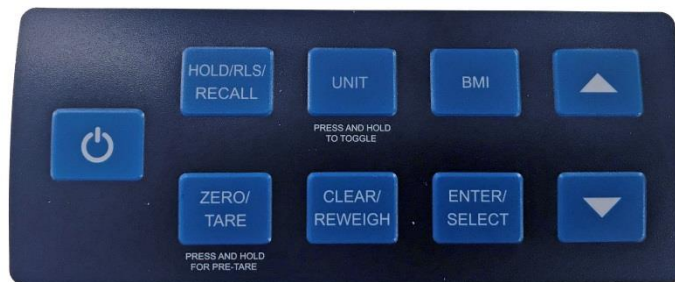 HOLD/RLS/
RECALL
UNIT
PRESS AND HOLD
TO TOGGLE
BMI
ZERO/
TARE
PRESS AND HOLD
FOR PRE-TARE
CLEAR/
REWEIGH
ENTER/
SELECT